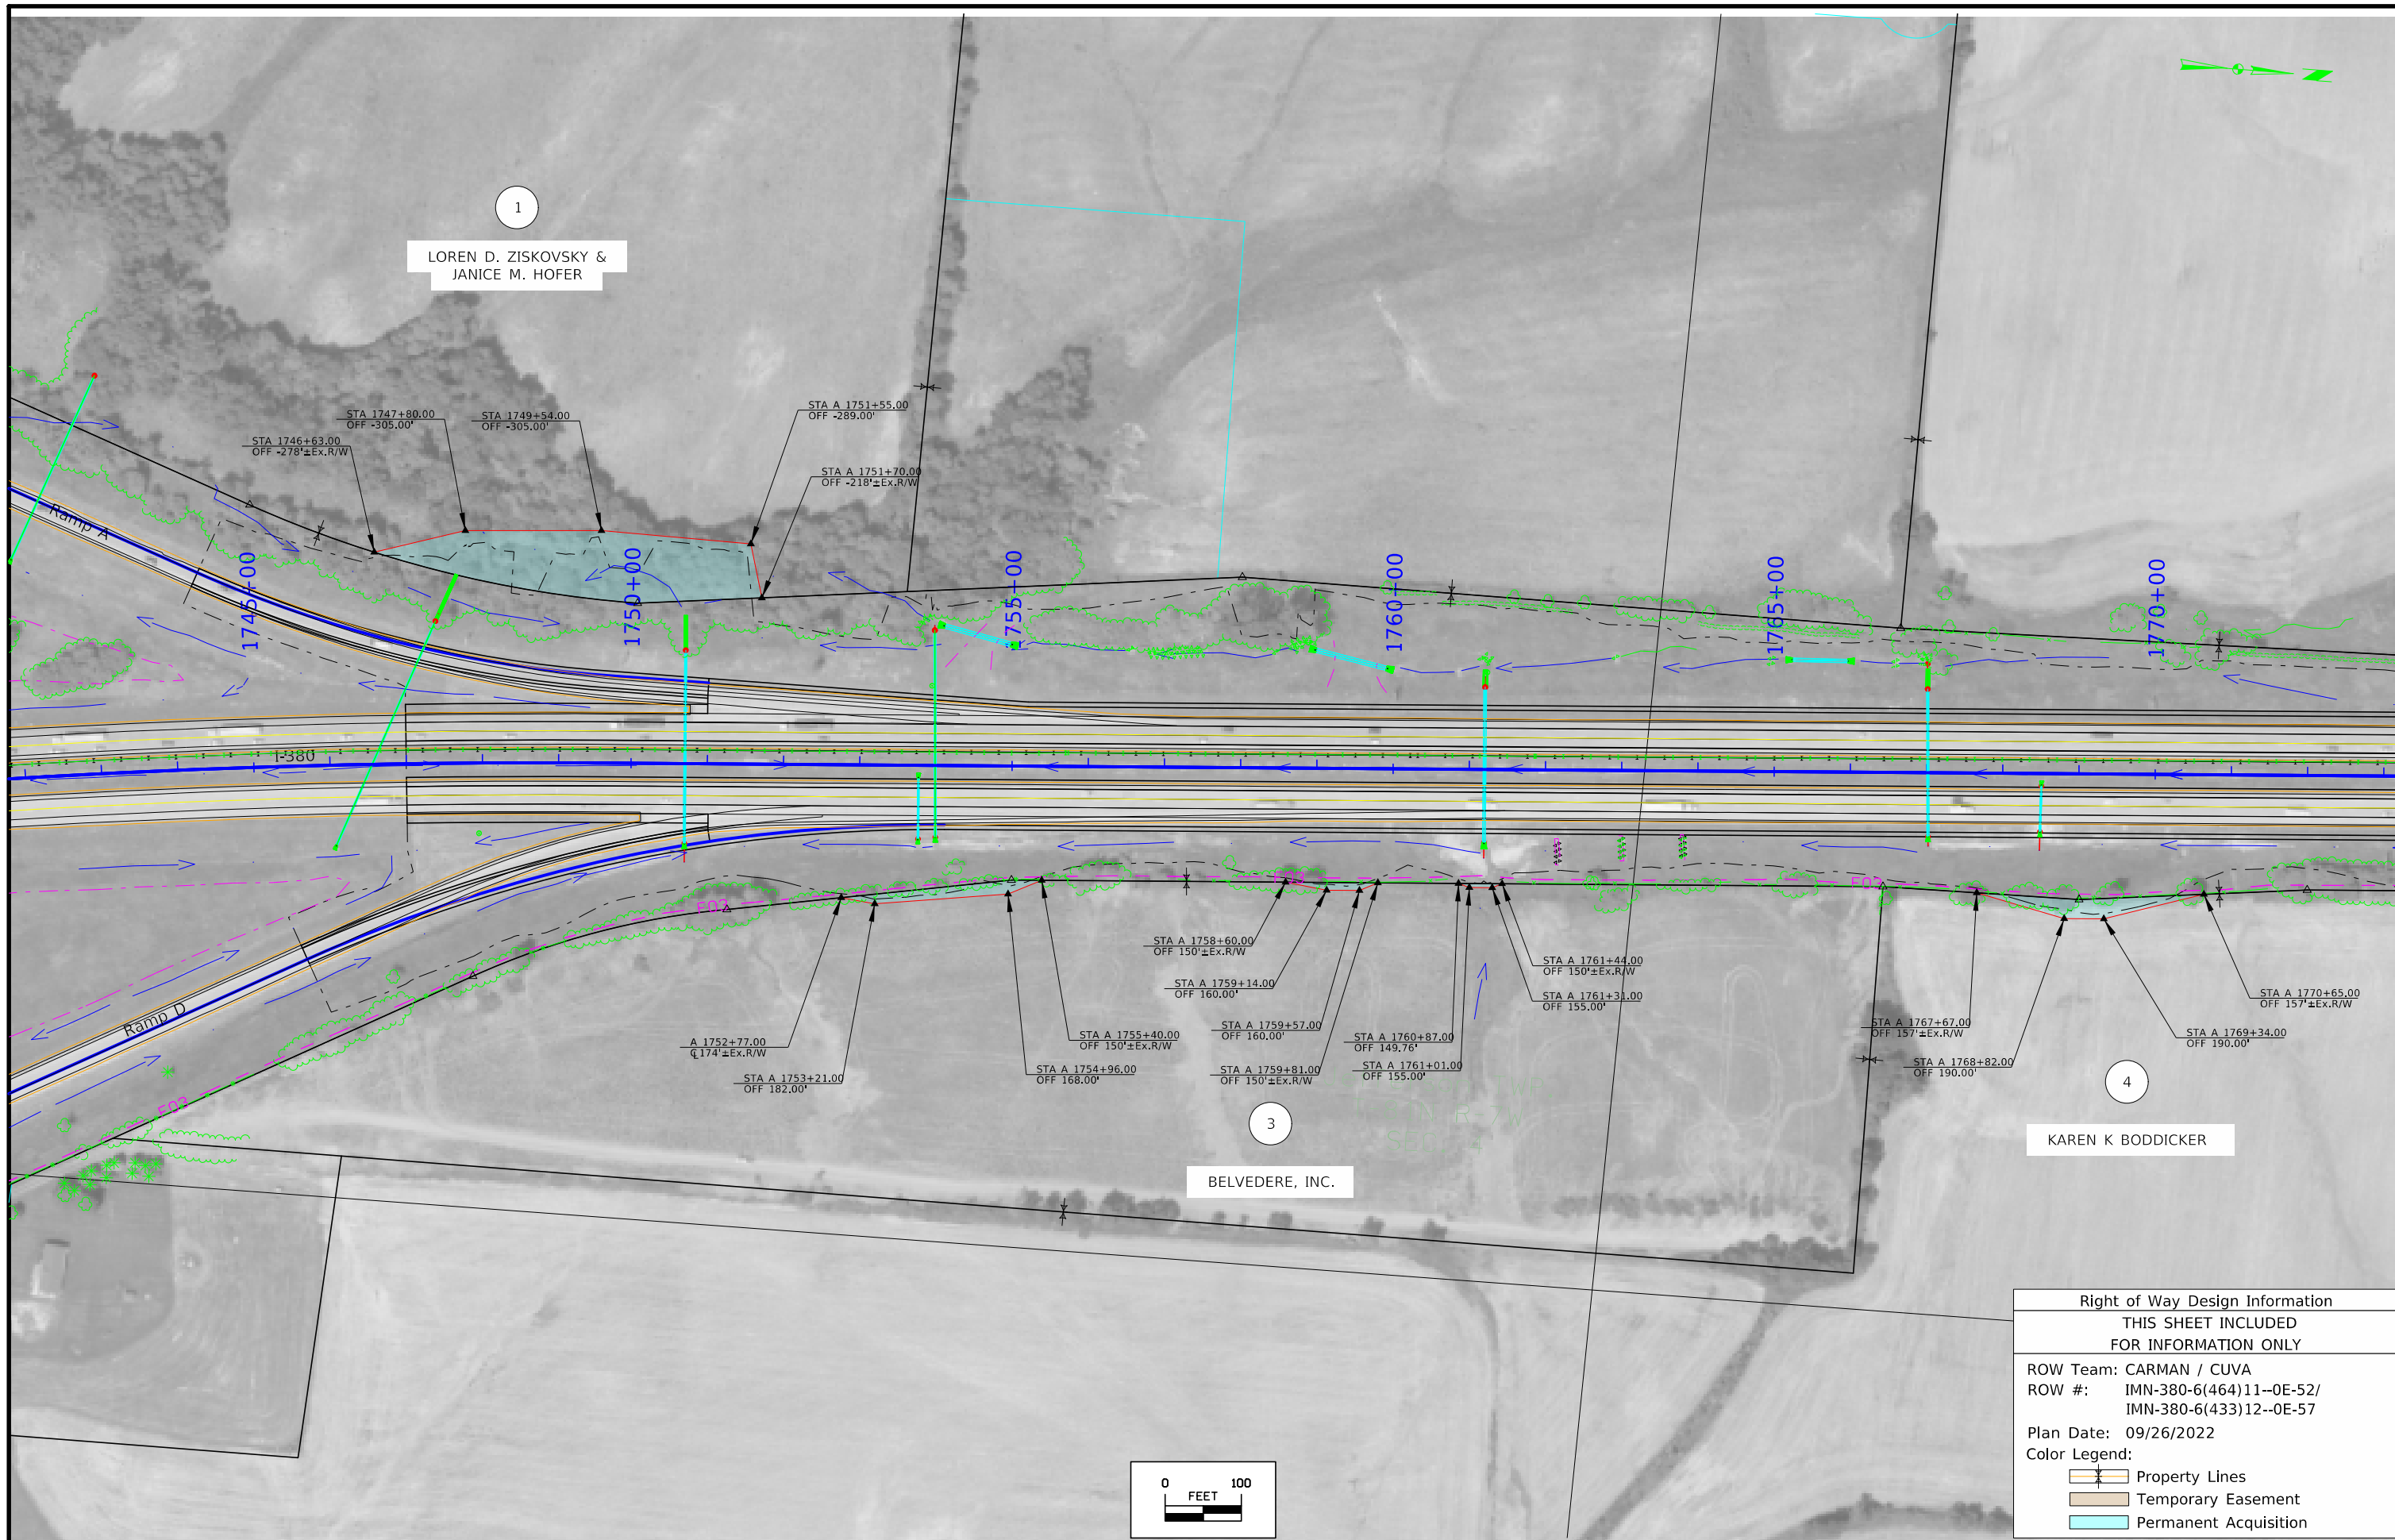 1
LOREN D. ZISKOVSKY &
JANICE M. HOFER
STA 1746+63.00
OFF -278'±Ex.R/W
STA 1747+80.00
OFF -305.00'
STA 1749+54.00
OFF -305.00'
STA A 1751+55.00
OFF -289.00'
STA A 1751+70.00
OFF -218'±Ex.R/W
Ramp A
1745+00
1750+00
1755+00
1760+00
1765+00
1770+00
I-380
Ramp D
FO2
FO2
FO2
FO2
A 1752+77.00
℄174'±Ex.R/W
STA A 1753+21.00
OFF 182.00'
STA A 1754+96.00
OFF 168.00'
STA A 1755+40.00
OFF 150'±Ex.R/W
STA A 1758+60.00
OFF 150'±Ex.R/W
STA A 1759+14.00
OFF 160.00'
STA A 1759+57.00
OFF 160.00'
STA A 1759+81.00
OFF 150'±Ex.R/W
STA A 1760+87.00
OFF 149.76'
STA A 1761+01.00
OFF 155.00'
STA A 1761+44.00
OFF 150'±Ex.R/W
STA A 1761+31.00
OFF 155.00'
STA A 1767+67.00
OFF 157'±Ex.R/W
STA A 1768+82.00
OFF 190.00'
STA A 1769+34.00
OFF 190.00'
STA A 1770+65.00
OFF 157'±Ex.R/W
3
BELVEDERE, INC.
4
KAREN K BODDICKER
0 100
FEET
Right of Way Design Information
THIS SHEET INCLUDED
FOR INFORMATION ONLY
ROW Team: CARMAN / CUVA
ROW #: IMN-380-6(464)11--0E-52/
IMN-380-6(433)12--0E-57
Plan Date: 09/26/2022
Color Legend:
Property Lines
Temporary Easement
Permanent Acquisition